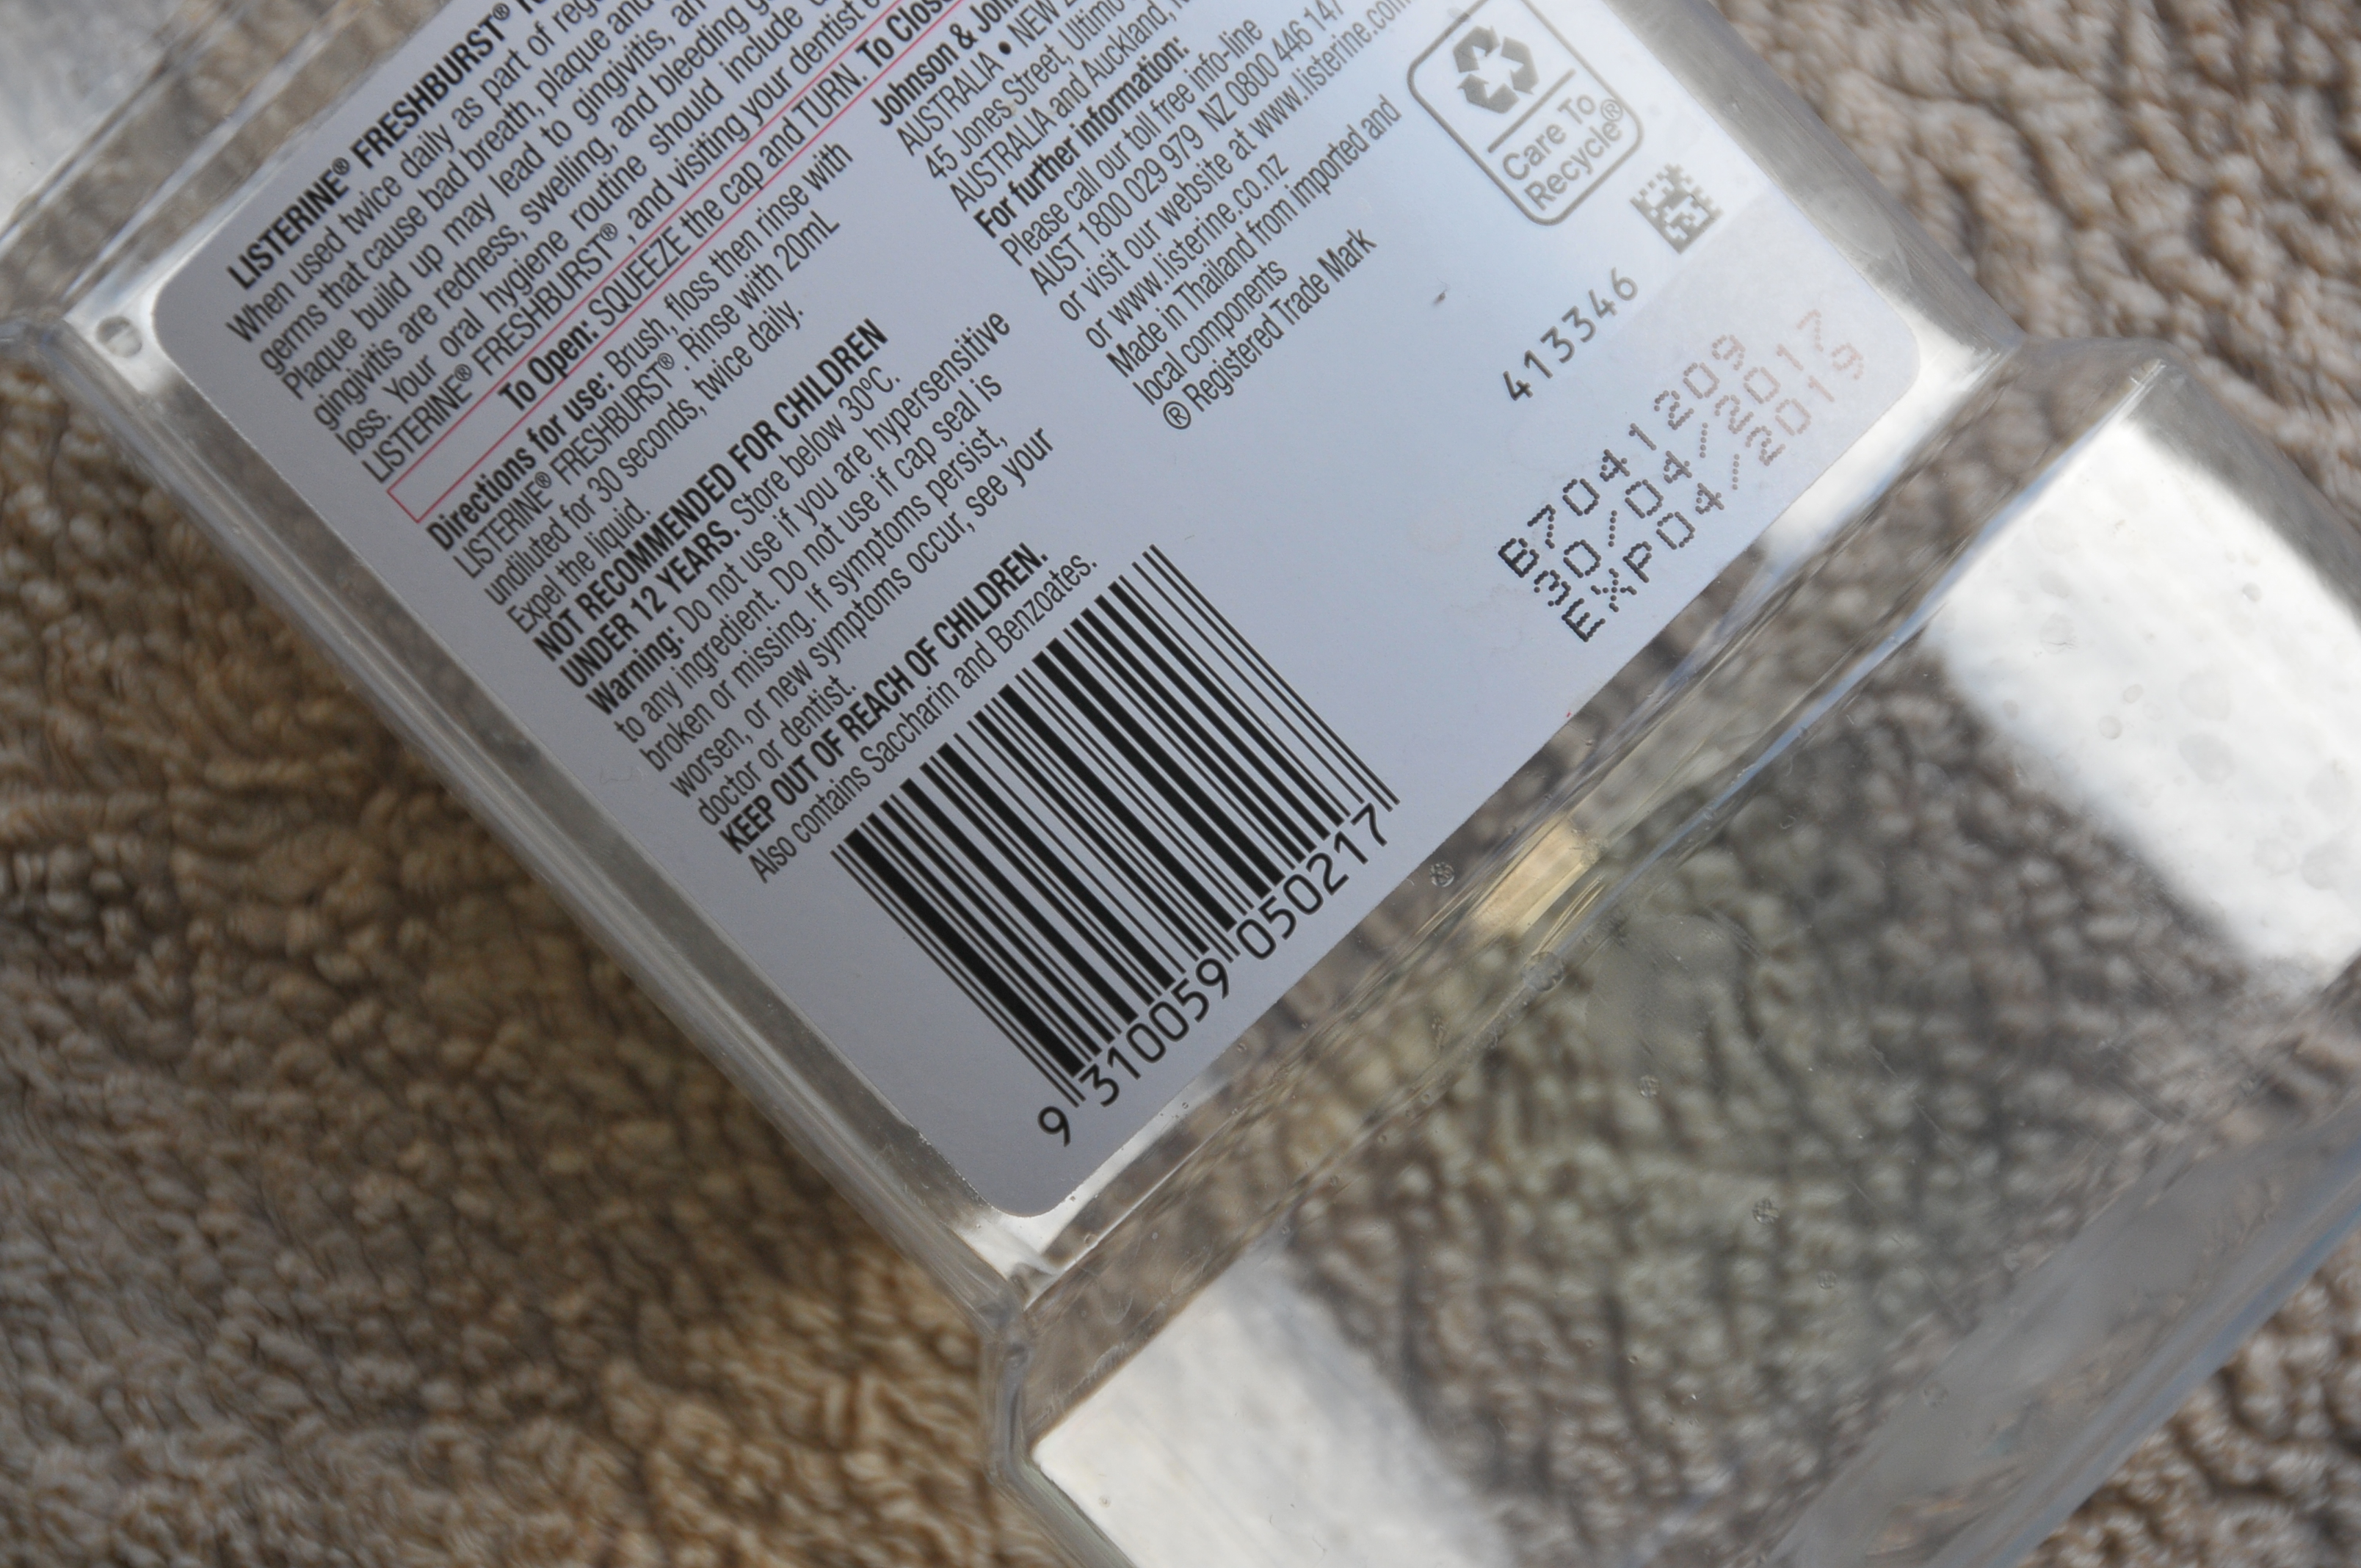 LISTERINE® FRESHBURST®
When used twice daily as part of
germs that cause bad breath, plaque and
Plaque build up may lead to gingivitis,
gingivitis are redness, swelling, and bleeding
loss. Your oral hygiene routine should include
LISTERINE® FRESHBURST®, and visiting your dentist
To Open: SQUEEZE the cap and TURN. To Close
Directions for use: Brush, floss then rinse with
LISTERINE® FRESHBURST®. Rinse with 20mL
undiluted for 30 seconds, twice daily.
Expel the liquid.
NOT RECOMMENDED FOR CHILDREN
UNDER 12 YEARS. Store below 30°C.
Warning: Do not use if you are hypersensitive
to any ingredient. Do not use if cap seal is
broken or missing. If symptoms persist,
worsen, or new symptoms occur, see your
doctor or dentist.
KEEP OUT OF REACH OF CHILDREN.
Also contains Saccharin and Benzoates.
9 310059 050217
Johnson &
AUSTRALIA • NEW
45 Jones Street, Ultimo
AUSTRALIA and Auckland,
For further information:
Please call our toll free info-line
AUST 1800 029 979 NZ 0800 446 147
or visit our website at www.listerine.com
or www.listerine.co.nz
Made in Thailand from imported and
local components
® Registered Trade Mark
Care To
Recycle®
413346
B7041209
30/04/2017
EXP04/2019